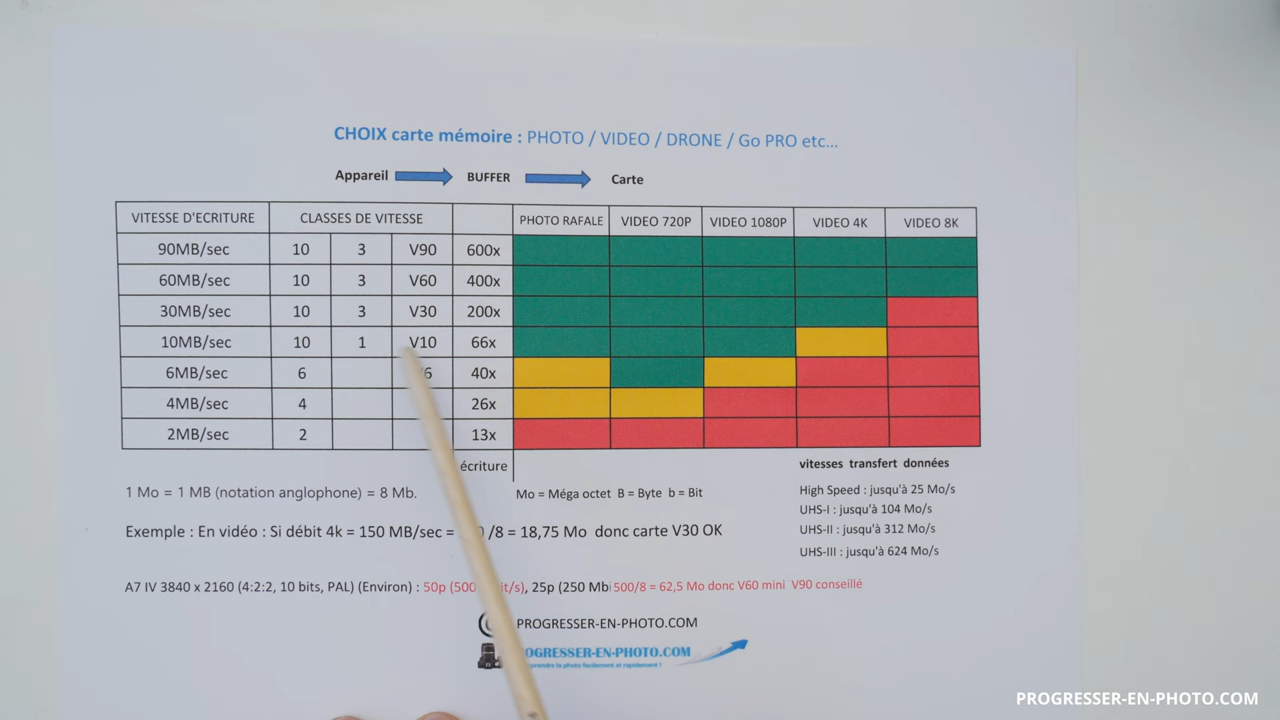 CHOIX carte mémoire : PHOTO / VIDEO / DRONE / Go PRO etc...
Appareil BUFFER Carte
VITESSE D'ECRITURE CLASSES DE VITESSE PHOTO RAFALE VIDEO 720P VIDEO 1080P VIDEO 4K VIDEO 8K
90MB/sec 10 3 V90 600x
60MB/sec 10 3 V60 400x
30MB/sec 10 3 V30 200x
10MB/sec 10 1 V10 66x
6MB/sec 6 40x
4MB/sec 4 26x
2MB/sec 2 13x
écriture
vitesses transfert données
1 Mo = 1 MB (notation anglophone) = 8 Mb.
Mo = Méga octet B = Byte b = Bit
High Speed : jusqu'à 25 Mo/s
UHS-I : jusqu'à 104 Mo/s
UHS-II : jusqu'à 312 Mo/s
UHS-III : jusqu'à 624 Mo/s
Exemple : En vidéo : Si débit 4k = 150 MB/sec = /8 = 18,75 Mo donc carte V30 OK
A7 IV 3840 x 2160 (4:2:2, 10 bits, PAL) (Environ) : 50p (500 it/s), 25p (250 Mb 500/8 = 62,5 Mo donc V60 mini V90 conseillé
PROGRESSER-EN-PHOTO.COM
OGRESSER-EN-PHOTO.COM
prendre la photo facilement et rapidement !
PROGRESSER-EN-PHOTO.COM